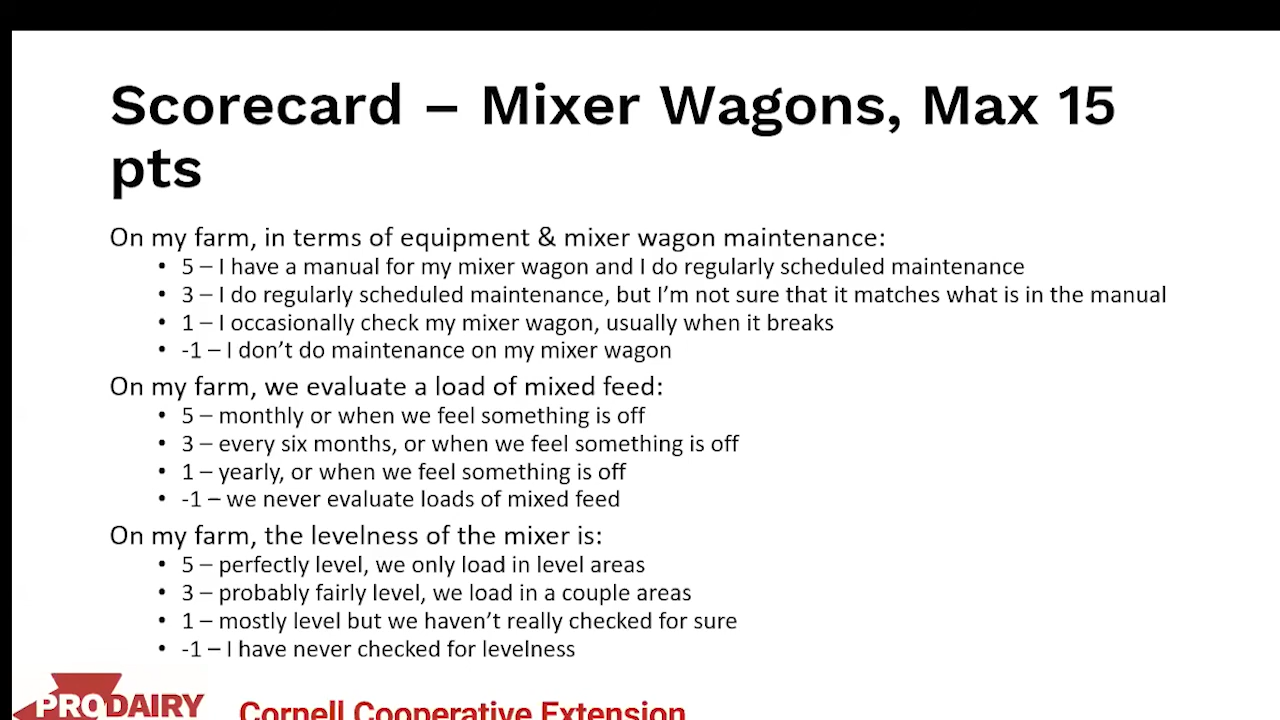 Scorecard – Mixer Wagons, Max 15
pts
On my farm, in terms of equipment & mixer wagon maintenance:
• 5 – I have a manual for my mixer wagon and I do regularly scheduled maintenance
• 3 – I do regularly scheduled maintenance, but I’m not sure that it matches what is in the manual
• 1 – I occasionally check my mixer wagon, usually when it breaks
• -1 – I don’t do maintenance on my mixer wagon
On my farm, we evaluate a load of mixed feed:
• 5 – monthly or when we feel something is off
• 3 – every six months, or when we feel something is off
• 1 – yearly, or when we feel something is off
• -1 – we never evaluate loads of mixed feed
On my farm, the levelness of the mixer is:
• 5 – perfectly level, we only load in level areas
• 3 – probably fairly level, we load in a couple areas
• 1 – mostly level but we haven’t really checked for sure
• -1 – I have never checked for levelness
PRODAIRY
Cornell Cooperative Extension